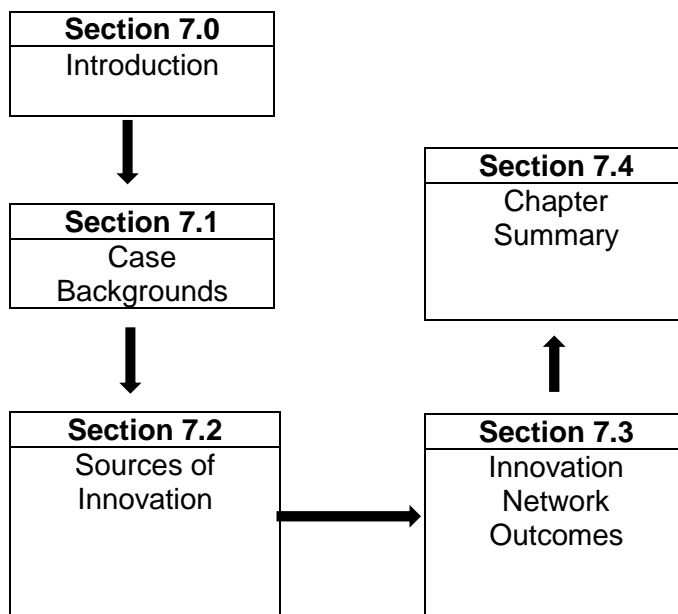 Section 7.0
Introduction
Section 7.1
Case
Backgrounds
Section 7.2
Sources of
Innovation
Section 7.3
Innovation
Network
Outcomes
Section 7.4
Chapter
Summary